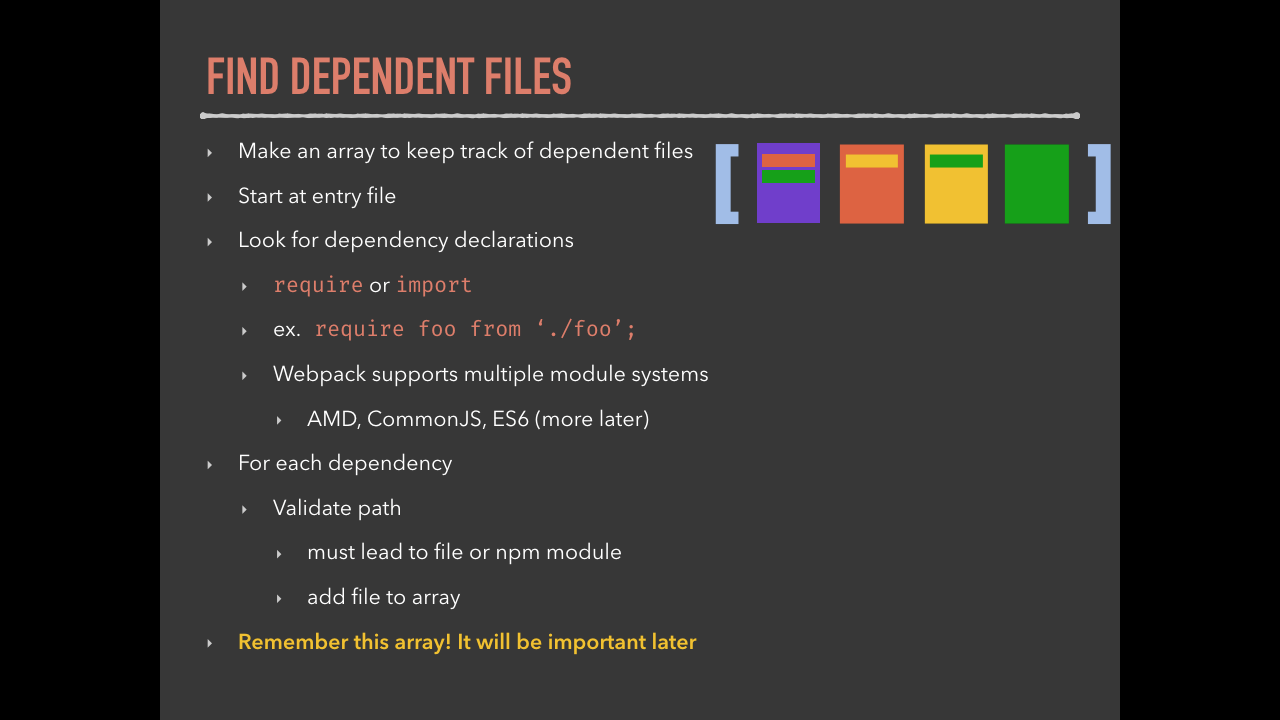 FIND DEPENDENT FILES
Make an array to keep track of dependent files
Start at entry file
Look for dependency declarations
require or import
ex. require foo from ‘./foo’;
Webpack supports multiple module systems
AMD, CommonJS, ES6 (more later)
For each dependency
Validate path
must lead to file or npm module
add file to array
Remember this array! It will be important later